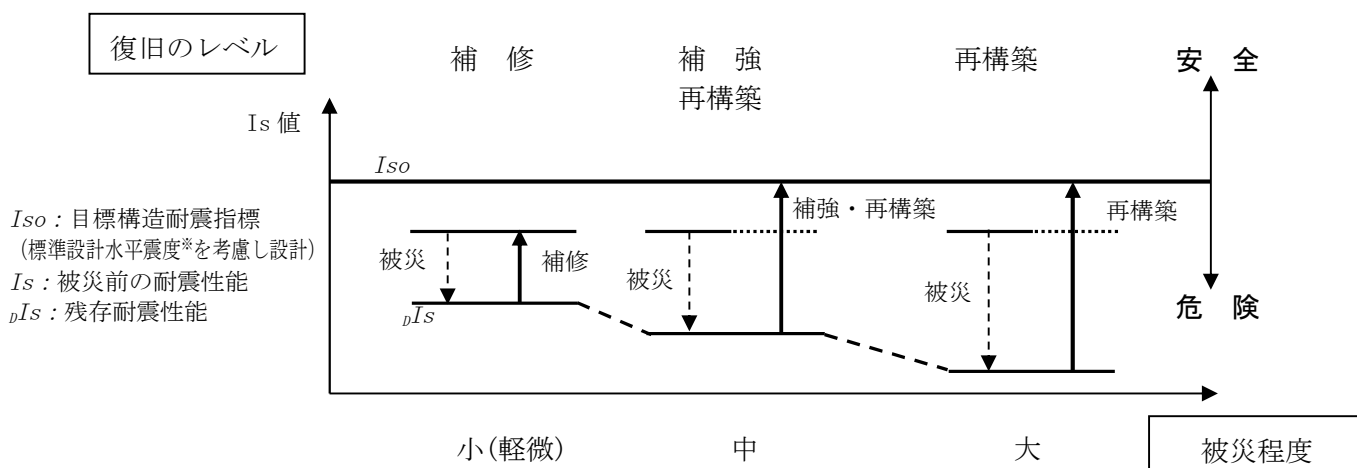 復旧のレベル
補 修
補 強
再構築
再構築
安 全
Is 値
Iso
Iso：目標構造耐震指標
（標準設計水平震度※を考慮し設計）
Is：被災前の耐震性能
DIs：残存耐震性能
被災
補修
DIs
被災
補強・再構築
被災
再構築
危 険
小(軽微)
中
大
被災程度